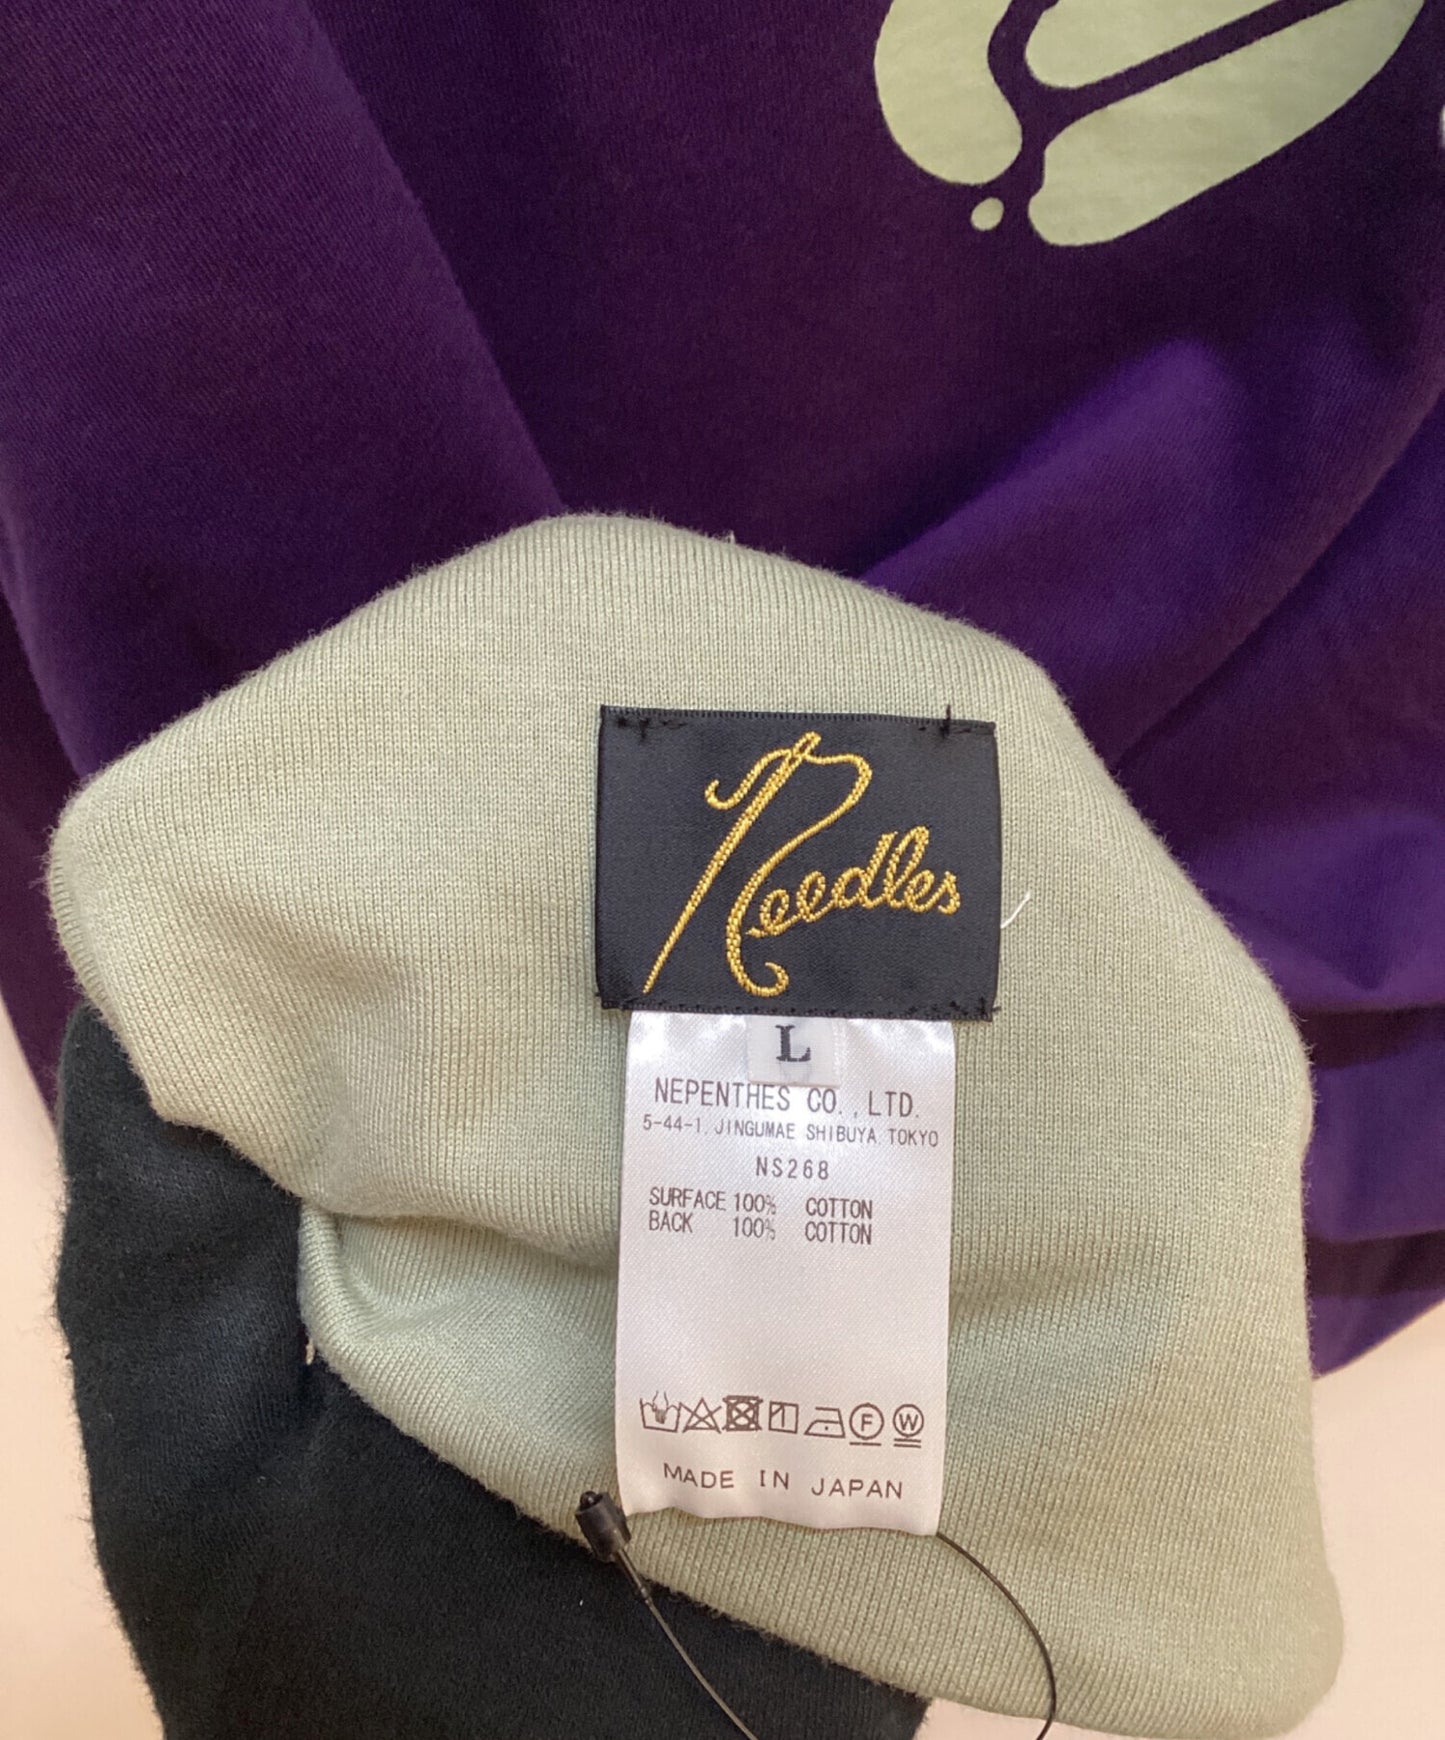 Needles
L
NEPENTHES CO.,LTD.
5-44-1. JINGUMAE SHIBUYA TOKYO
NS268
SURFACE 100% COTTON
BACK 100% COTTON
F W
MADE IN JAPAN